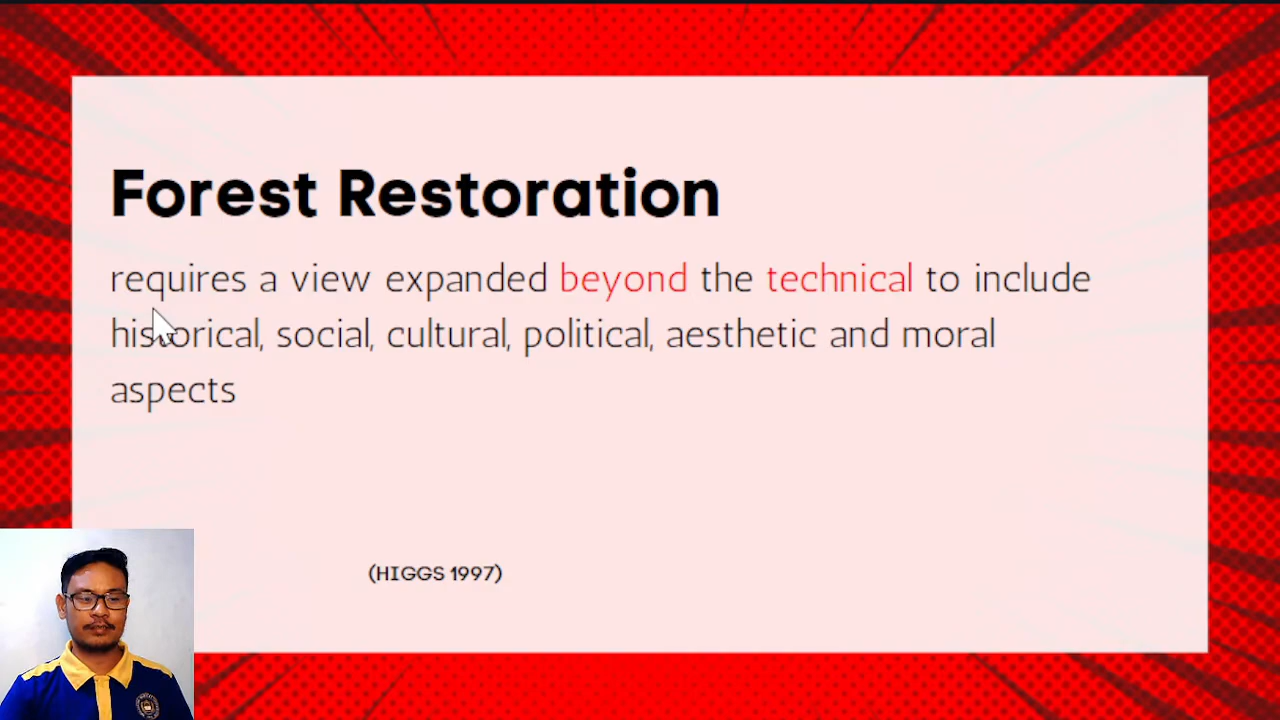 Forest Restoration
requires a view expanded beyond the technical to include
historical, social, cultural, political, aesthetic and moral
aspects
(HIGGS 1997)